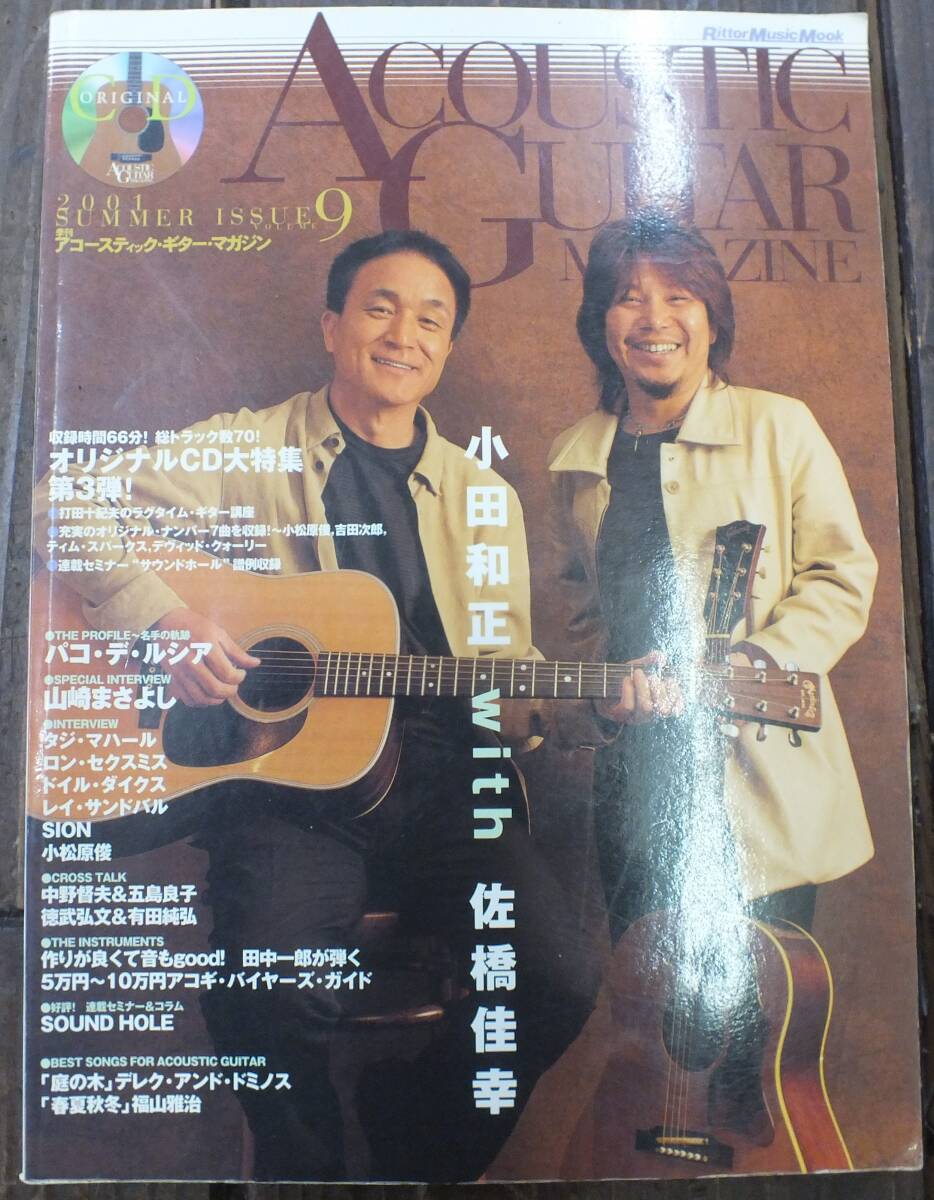 Rittor Music Mook
ACOUSTIC
GUITAR
MAGAZINE
CD
ORIGINAL
ACOUSTIC
GUITAR
2001
SUMMER ISSUE
VOLUME 9
季刊
アコースティック・ギター・マガジン
収録時間66分! 総トラック数70!
オリジナルCD大特集
第3弾!
●打田十紀夫のラグタイム・ギター講座
●充実のオリジナル・ナンバー7曲を収録!〜小松原俊,吉田次郎,
ティム・スパークス,デヴィッド・クォーリー
●連載セミナー“サウンドホール”譜例収録
●THE PROFILE〜名手の軌跡
パコ・デ・ルシア
●SPECIAL INTERVIEW
山崎まさよし
●INTERVIEW
タジ・マハール
ロン・セクスミス
ドイル・ダイクス
レイ・サンドバル
SION
小松原俊
●CROSS TALK
中野督夫&五島良子
徳武弘文&有田純弘
●THE INSTRUMENTS
作りが良くて音もgood! 田中一郎が弾く
5万円〜10万円アコギ・バイヤーズ・ガイド
●好評! 連載セミナー&コラム
SOUND HOLE
●BEST SONGS FOR ACOUSTIC GUITAR
「庭の木」デレク・アンド・ドミノス
「春夏秋冬」福山雅治
小田和正 with 佐橋佳幸